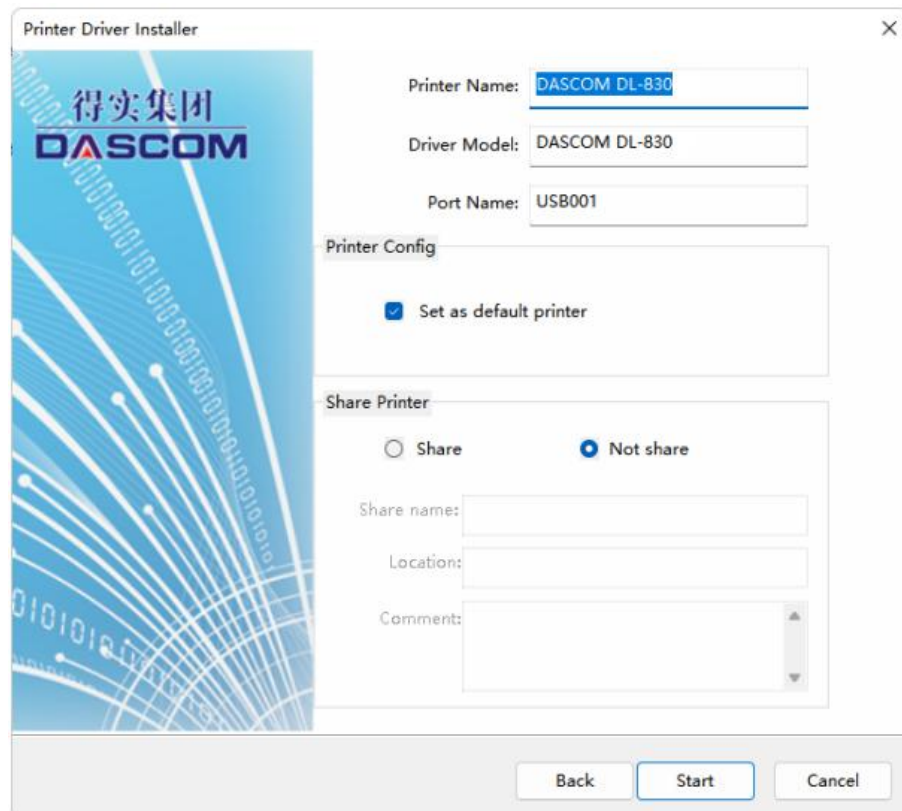 Printer Driver Installer
得实集团
DASCOM
Printer Name: DASCOM DL-830
Driver Model: DASCOM DL-830
Port Name: USB001
Printer Config
Set as default printer
Share Printer
Share Not share
Share name:
Location:
Comment:
Back Start Cancel